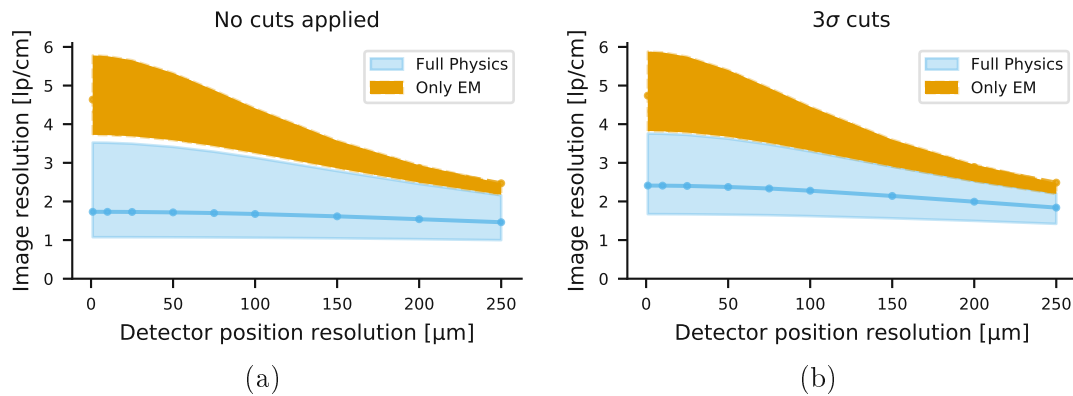 No cuts applied
Image resolution [lp/cm]
6
5
4
3
2
1
0
Full Physics
Only EM
0 50 100 150 200 250
Detector position resolution [µm]
(a)
3σ cuts
Image resolution [lp/cm]
6
5
4
3
2
1
0
Full Physics
Only EM
0 50 100 150 200 250
Detector position resolution [µm]
(b)